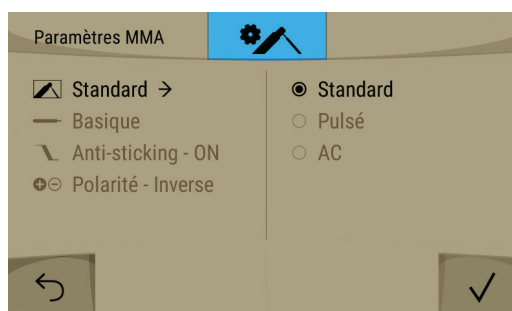 Paramètres MMA
Standard →
Basique
Anti-sticking - ON
Polarité - Inverse
Standard
Pulsé
AC